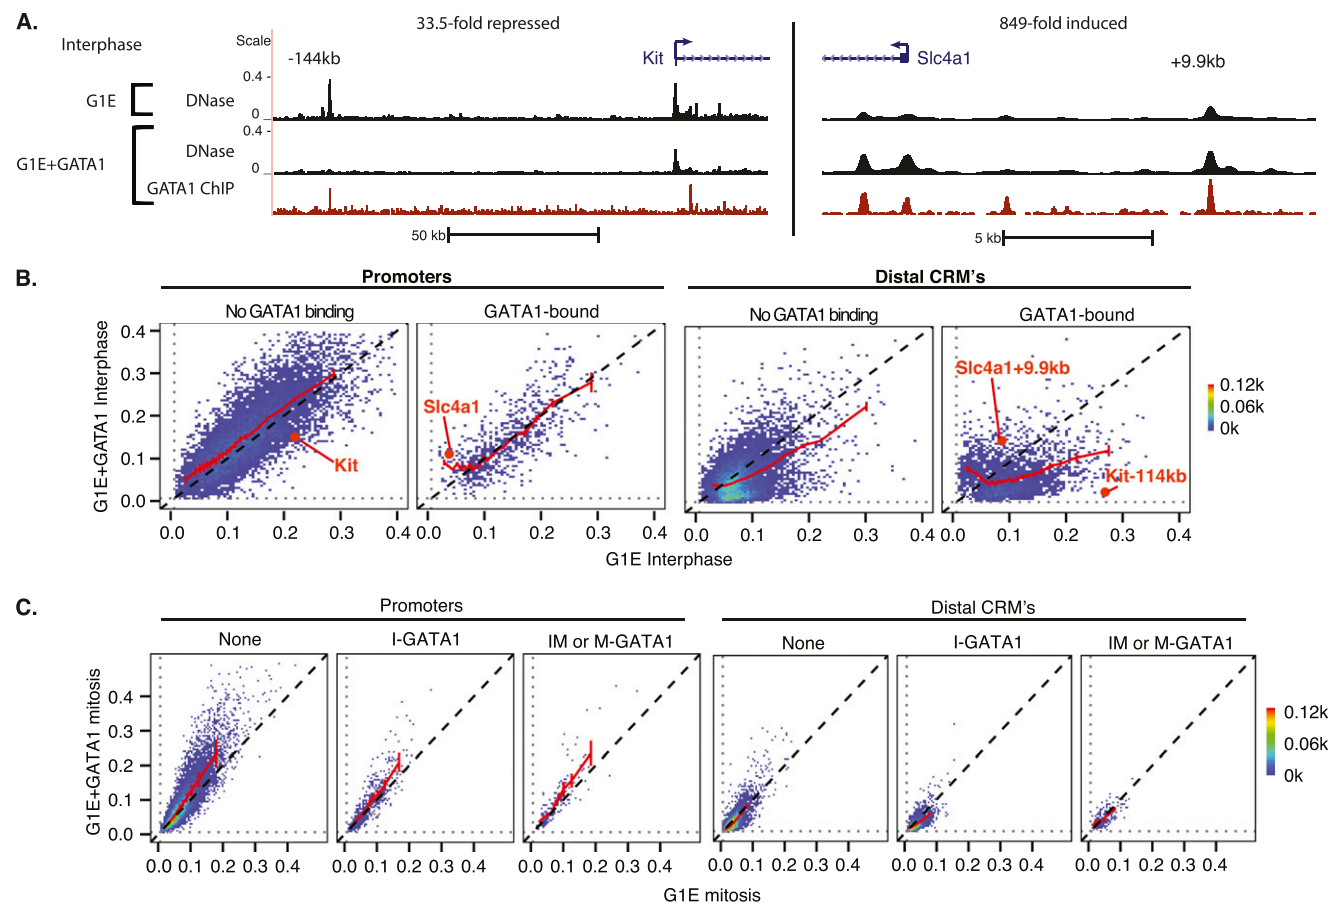 A.
33.5-fold repressed
849-fold induced
Interphase
Scale
-144kb
Kit
Slc4a1
+9.9kb
0.4
G1E
DNase
0
0.4
G1E+GATA1
DNase
0
GATA1 ChIP
50 kb
5 kb
B.
Promoters
Distal CRM's
No GATA1 binding
GATA1-bound
No GATA1 binding
GATA1-bound
G1E+GATA1 Interphase
0.4
0.3
0.2
0.1
0.0
Slc4a1
Kit
Slc4a1+9.9kb
Kit-114kb
0.12k
0.06k
0k
0.0 0.1 0.2 0.3 0.4
0.0 0.1 0.2 0.3 0.4
0.0 0.1 0.2 0.3 0.4
0.0 0.1 0.2 0.3 0.4
G1E Interphase
C.
Promoters
Distal CRM's
None
I-GATA1
IM or M-GATA1
None
I-GATA1
IM or M-GATA1
G1E+GATA1 mitosis
0.4
0.3
0.2
0.1
0.0
0.12k
0.06k
0k
0.0 0.1 0.2 0.3 0.4
0.0 0.1 0.2 0.3 0.4
0.0 0.1 0.2 0.3 0.4
0.0 0.1 0.2 0.3 0.4
0.0 0.1 0.2 0.3 0.4
0.0 0.1 0.2 0.3 0.4
G1E mitosis